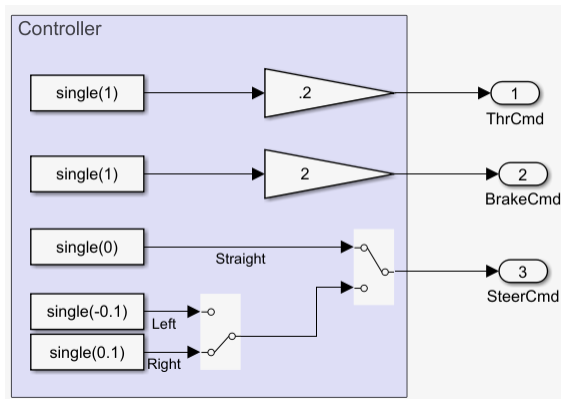 Controller
single(1)
.2
1
ThrCmd
single(1)
2
2
BrakeCmd
single(0)
Straight
3
SteerCmd
single(-0.1)
Left
single(0.1)
Right